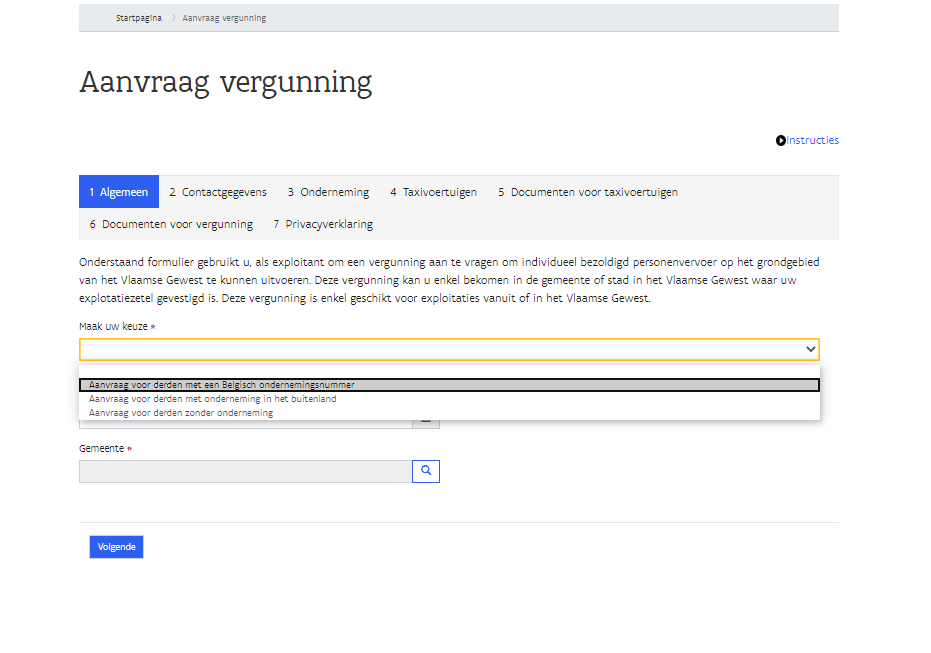 Startpagina Aanvraag vergunning
Aanvraag vergunning
Instructies
1 Algemeen 2 Contactgegevens 3 Onderneming 4 Taxivoertuigen 5 Documenten voor taxivoertuigen
6 Documenten voor vergunning 7 Privacyverklaring
Onderstaand formulier gebruikt u, als exploitant om een vergunning aan te vragen om individueel bezoldigd personenvervoer op het grondgebied
van het Vlaamse Gewest te kunnen uitvoeren. Deze vergunning kan u enkel bekomen in de gemeente of stad in het Vlaamse Gewest waar uw
explotatiezetel gevestigd is. Deze vergunning is enkel geschikt voor exploitaties vanuit of in het Vlaamse Gewest.
Maak uw keuze *
Aanvraag voor derden met een Belgisch ondernemingsnummer
Aanvraag voor derden met onderneming in het buitenland
Aanvraag voor derden zonder onderneming
Gemeente *
Volgende